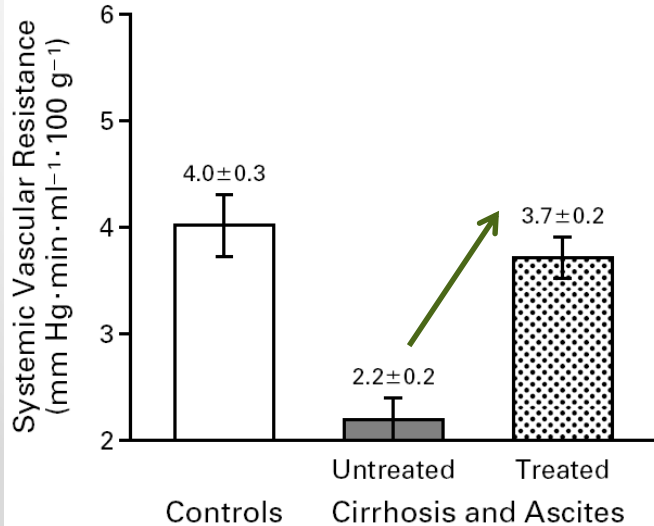 Systemic Vascular Resistance
(mm Hg·min·ml⁻¹·100 g⁻¹)
6
5
4
3
2
4.0±0.3
2.2±0.2
3.7±0.2
Untreated
Treated
Controls
Cirrhosis and Ascites